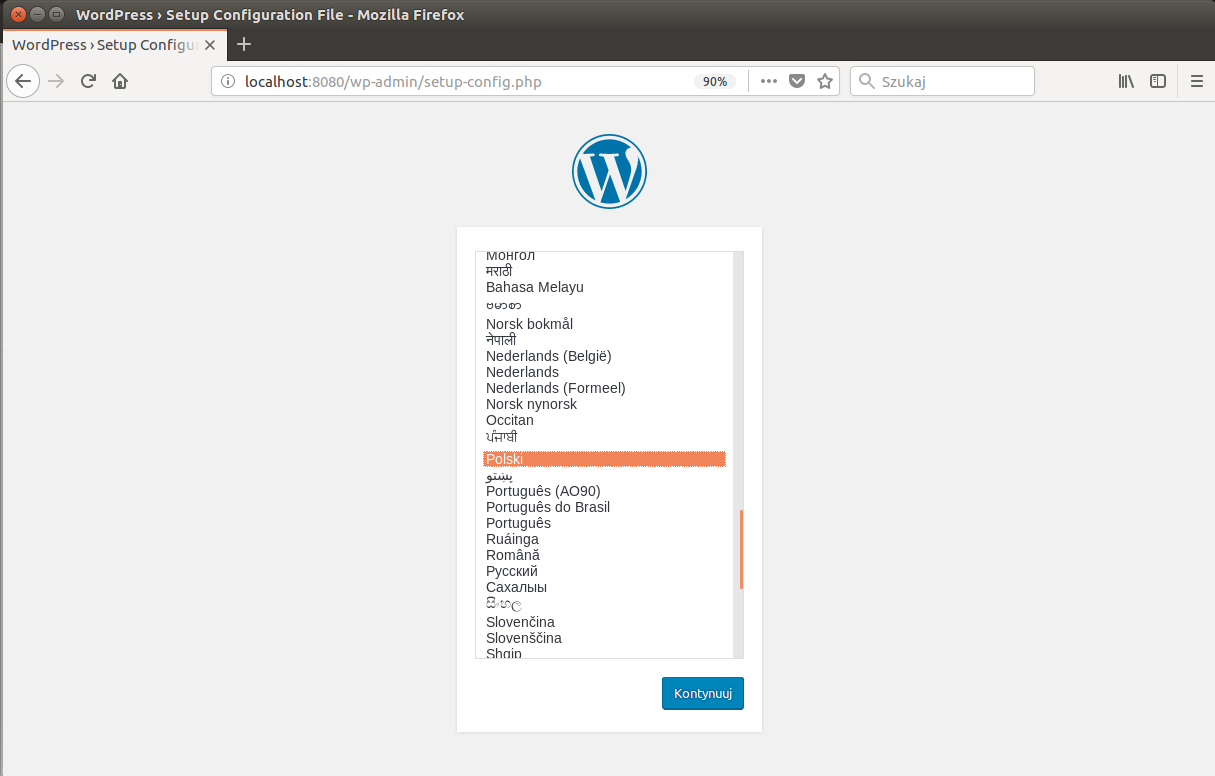 WordPress › Setup Configuration File - Mozilla Firefox
WordPress › Setup Configu
localhost:8080/wp-admin/setup-config.php
90%
Szukaj
Монгол
मराठी
Bahasa Melayu
ဗမာစာ
Norsk bokmål
नेपाली
Nederlands (België)
Nederlands
Nederlands (Formeel)
Norsk nynorsk
Occitan
ਪੰਜਾਬੀ
Polski
پښتو
Português (AO90)
Português do Brasil
Português
Ruáinga
Română
Русский
Сахалыы
සිංහල
Slovenčina
Slovenščina
Shqip
Kontynuuj